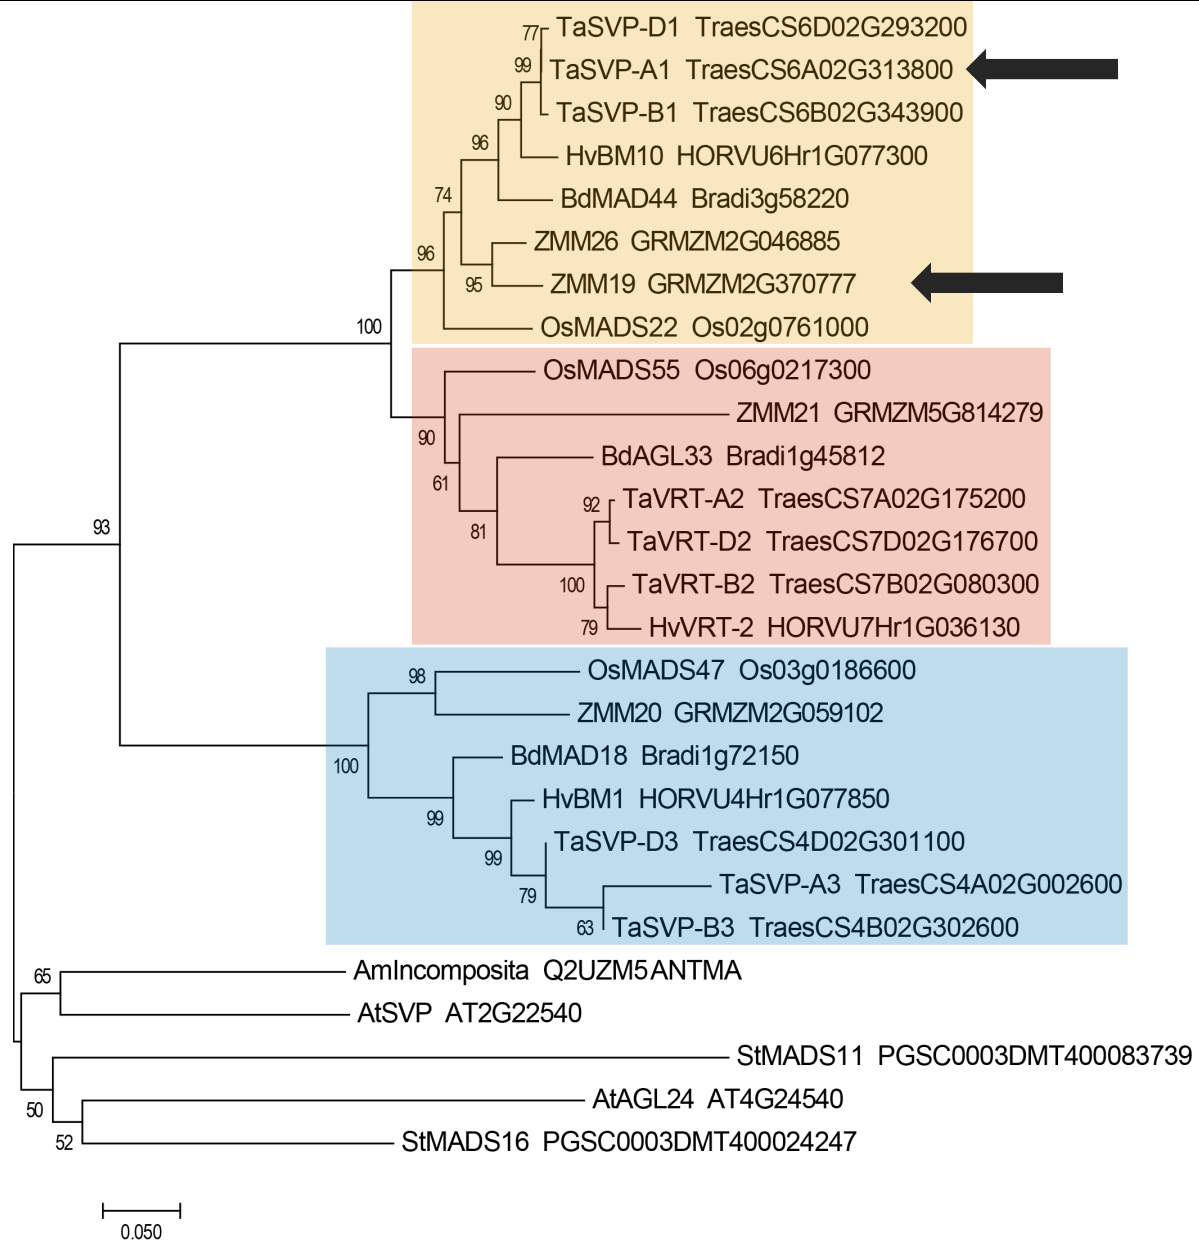 77 TaSVP-D1 TraesCS6D02G293200
99 TaSVP-A1 TraesCS6A02G313800
90 TaSVP-B1 TraesCS6B02G343900
96 HvBM10 HORVU6Hr1G077300
74 BdMAD44 Bradi3g58220
96 ZMM26 GRMZM2G046885
95 ZMM19 GRMZM2G370777
100 OsMADS22 Os02g0761000
OsMADS55 Os06g0217300
90 ZMM21 GRMZM5G814279
61 BdAGL33 Bradi1g45812
92 TaVRT-A2 TraesCS7A02G175200
93 81 TaVRT-D2 TraesCS7D02G176700
100 TaVRT-B2 TraesCS7B02G080300
79 HvVRT-2 HORVU7Hr1G036130
98 OsMADS47 Os03g0186600
ZMM20 GRMZM2G059102
100 BdMAD18 Bradi1g72150
99 HvBM1 HORVU4Hr1G077850
99 TaSVP-D3 TraesCS4D02G301100
79 TaSVP-A3 TraesCS4A02G002600
63 TaSVP-B3 TraesCS4B02G302600
65 AmIncomposita Q2UZM5ANTMA
AtSVP AT2G22540
StMADS11 PGSC0003DMT400083739
50 AtAGL24 AT4G24540
52 StMADS16 PGSC0003DMT400024247
0.050